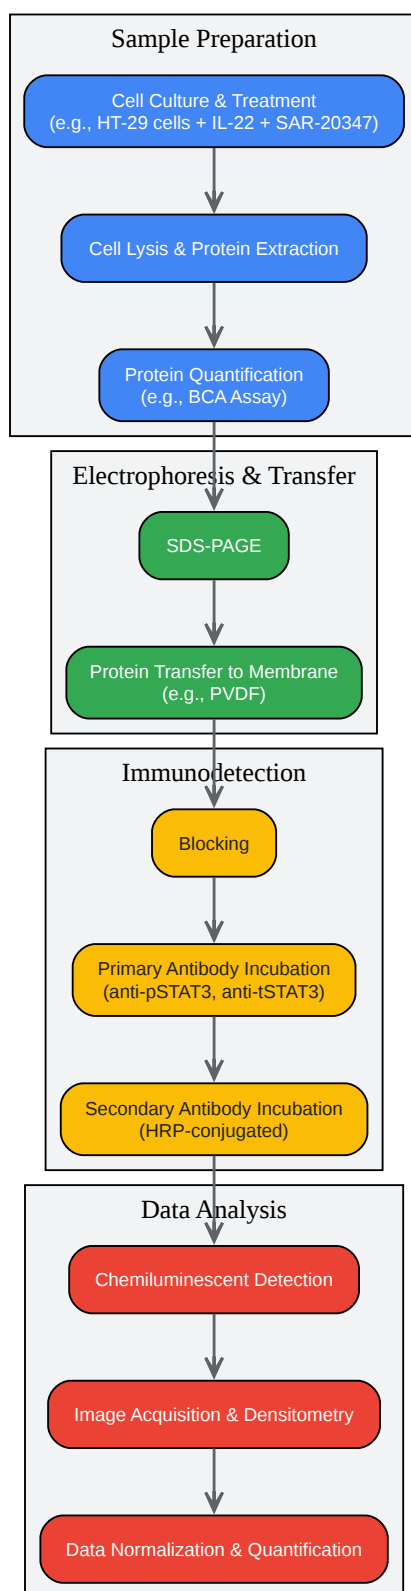 Sample Preparation
Cell Culture & Treatment
(e.g., HT-29 cells + IL-22 + SAR-20347)
Cell Lysis & Protein Extraction
Protein Quantification
(e.g., BCA Assay)
Electrophoresis & Transfer
SDS-PAGE
Protein Transfer to Membrane
(e.g., PVDF)
Immunodetection
Blocking
Primary Antibody Incubation
(anti-pSTAT3, anti-tSTAT3)
Secondary Antibody Incubation
(HRP-conjugated)
Data Analysis
Chemiluminescent Detection
Image Acquisition & Densitometry
Data Normalization & Quantification